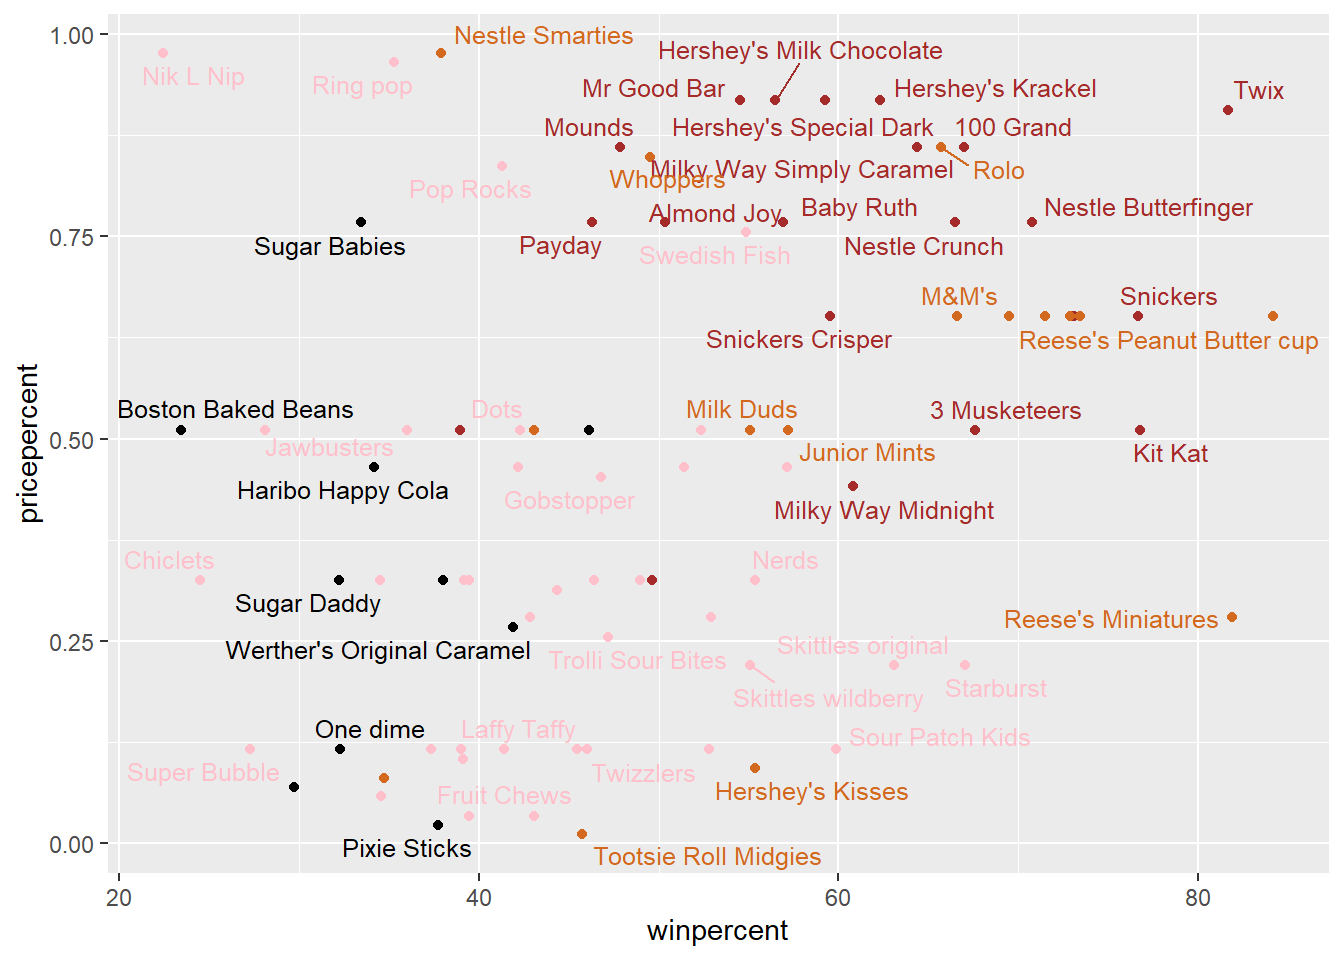 1.00
Nestle Smarties
Hershey's Milk Chocolate
Nik L Nip
Ring pop
Mr Good Bar
Hershey's Krackel
Twix
Mounds
Hershey's Special Dark
100 Grand
Milky Way Simply Caramel
Rolo
Whoppers
Pop Rocks
Almond Joy
Baby Ruth
Nestle Butterfinger
0.75
Sugar Babies
Payday
Nestle Crunch
Swedish Fish
M&M's
Snickers
Snickers Crisper
Reese's Peanut Butter cup
Boston Baked Beans
Dots
Milk Duds
3 Musketeers
0.50
Jawbusters
Junior Mints
Kit Kat
Haribo Happy Cola
Gobstopper
Milky Way Midnight
Chiclets
Nerds
Sugar Daddy
Reese's Miniatures
0.25
Werther's Original Caramel
Trolli Sour Bites
Skittles original
Starburst
Skittles wildberry
One dime
Laffy Taffy
Sour Patch Kids
Super Bubble
Twizzlers
Fruit Chews
Hershey's Kisses
0.00
Pixie Sticks
Tootsie Roll Midgies
20
40
60
80
winpercent
pricepercent